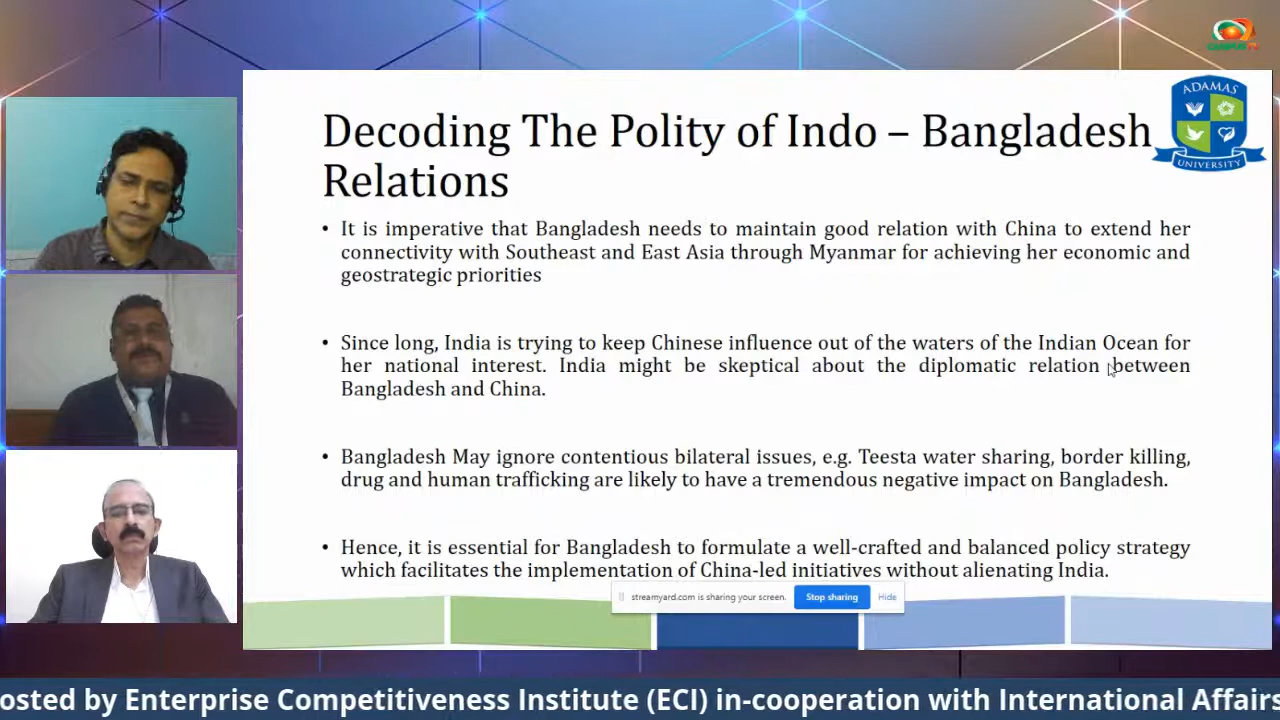 ADAMAS
UNIVERSITY
Decoding The Polity of Indo – Bangladesh
Relations
• It is imperative that Bangladesh needs to maintain good relation with China to extend her
connectivity with Southeast and East Asia through Myanmar for achieving her economic and
geostrategic priorities
• Since long, India is trying to keep Chinese influence out of the waters of the Indian Ocean for
her national interest. India might be skeptical about the diplomatic relation between
Bangladesh and China.
• Bangladesh May ignore contentious bilateral issues, e.g. Teesta water sharing, border killing,
drug and human trafficking are likely to have a tremendous negative impact on Bangladesh.
• Hence, it is essential for Bangladesh to formulate a well-crafted and balanced policy strategy
which facilitates the implementation of China-led initiatives without alienating India.
streamyard.com is sharing your screen. Stop sharing Hide
osted by Enterprise Competitiveness Institute (ECI) in-cooperation with International Affairs